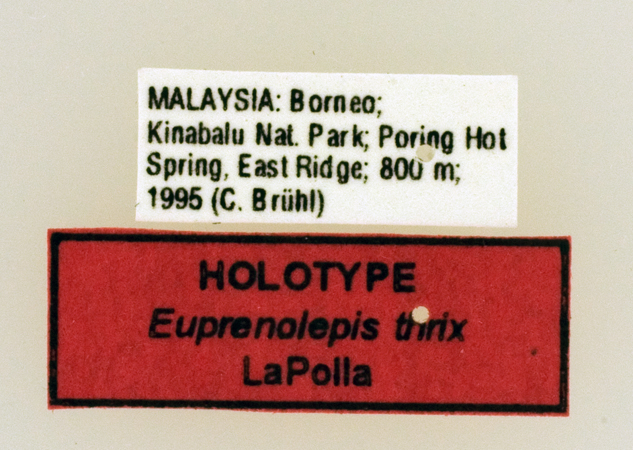 MALAYSIA: Borneo;
Kinabalu Nat. Park; Poring Hot
Spring, East Ridge; 800 m;
1995 (C. Brühl)
HOLOTYPE
Euprenolepis thrix
LaPolla